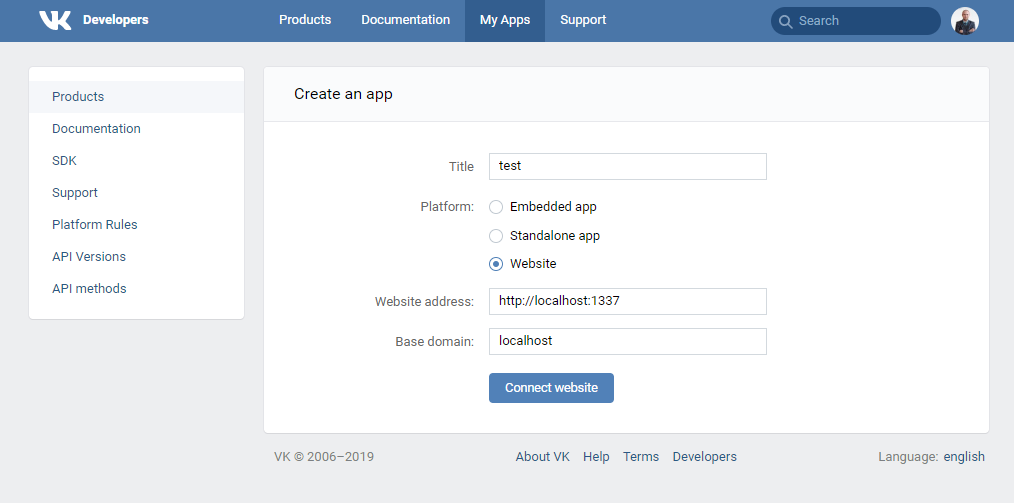 VK Developers Products Documentation My Apps Support Search
Products
Documentation
SDK
Support
Platform Rules
API Versions
API methods
Create an app
Title test
Platform: Embedded app
Standalone app
Website
Website address: http://localhost:1337
Base domain: localhost
Connect website
VK © 2006–2019 About VK Help Terms Developers Language: english